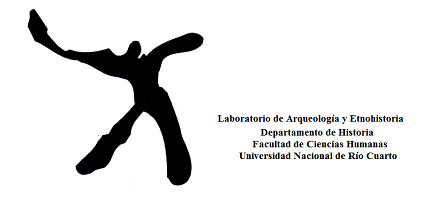 Laboratorio de Arqueología y Etnohistoria
Departamento de Historia
Facultad de Ciencias Humanas
Universidad Nacional de Río Cuarto